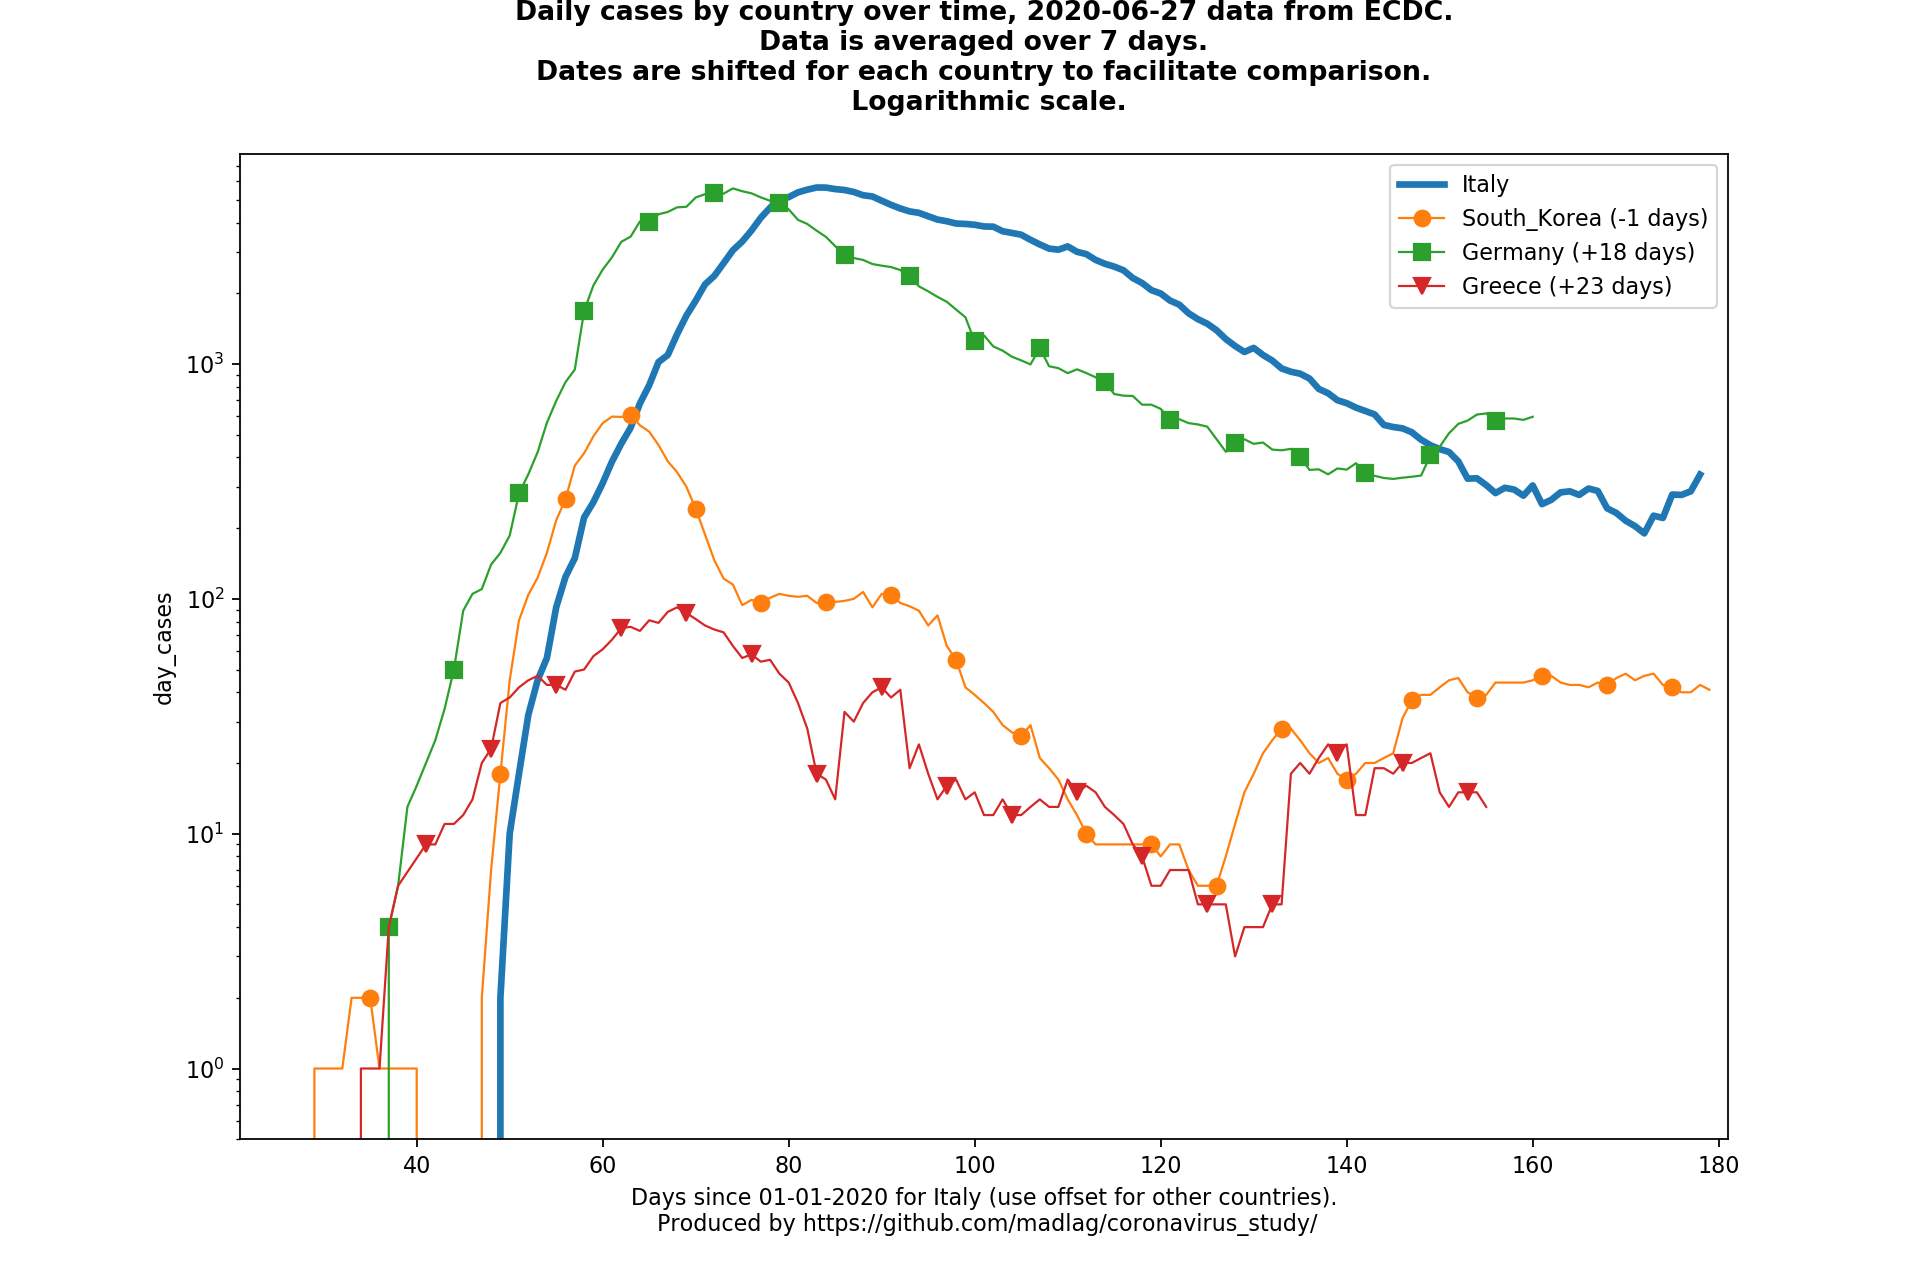 Daily cases by country over time, 2020-06-27 data from ECDC.
Data is averaged over 7 days.
Dates are shifted for each country to facilitate comparison.
Logarithmic scale.
Italy
South_Korea (-1 days)
Germany (+18 days)
Greece (+23 days)
day_cases
10³
10²
10¹
10⁰
40 60 80 100 120 140 160 180
Days since 01-01-2020 for Italy (use offset for other countries).
Produced by https://github.com/madlag/coronavirus_study/